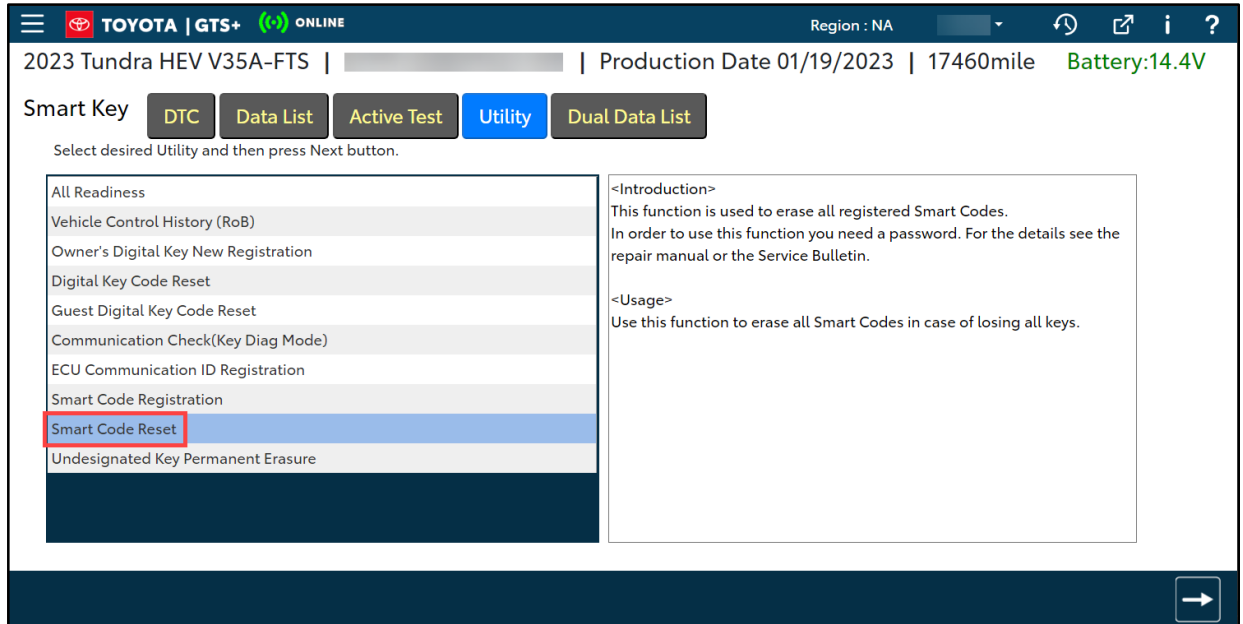 TOYOTA | GTS+ ONLINE Region : NA i ?
2023 Tundra HEV V35A-FTS | | Production Date 01/19/2023 | 17460mile Battery:14.4V
Smart Key DTC Data List Active Test Utility Dual Data List
Select desired Utility and then press Next button.
All Readiness
Vehicle Control History (RoB)
Owner's Digital Key New Registration
Digital Key Code Reset
Guest Digital Key Code Reset
Communication Check(Key Diag Mode)
ECU Communication ID Registration
Smart Code Registration
Smart Code Reset
Undesignated Key Permanent Erasure
<Introduction>
This function is used to erase all registered Smart Codes.
In order to use this function you need a password. For the details see the
repair manual or the Service Bulletin.
<Usage>
Use this function to erase all Smart Codes in case of losing all keys.